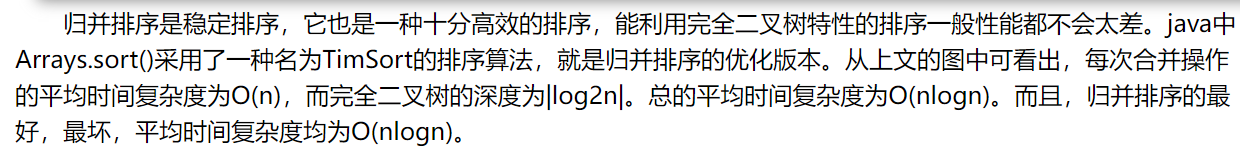 归并排序是稳定排序，它也是一种十分高效的排序，能利用完全二叉树特性的排序一般性能都不会太差。java中
Arrays.sort()采用了一种名为TimSort的排序算法，就是归并排序的优化版本。从上文的图中可看出，每次合并操作
的平均时间复杂度为O(n)，而完全二叉树的深度为|log2n|。总的平均时间复杂度为O(nlogn)。而且，归并排序的最
好，最坏，平均时间复杂度均为O(nlogn)。